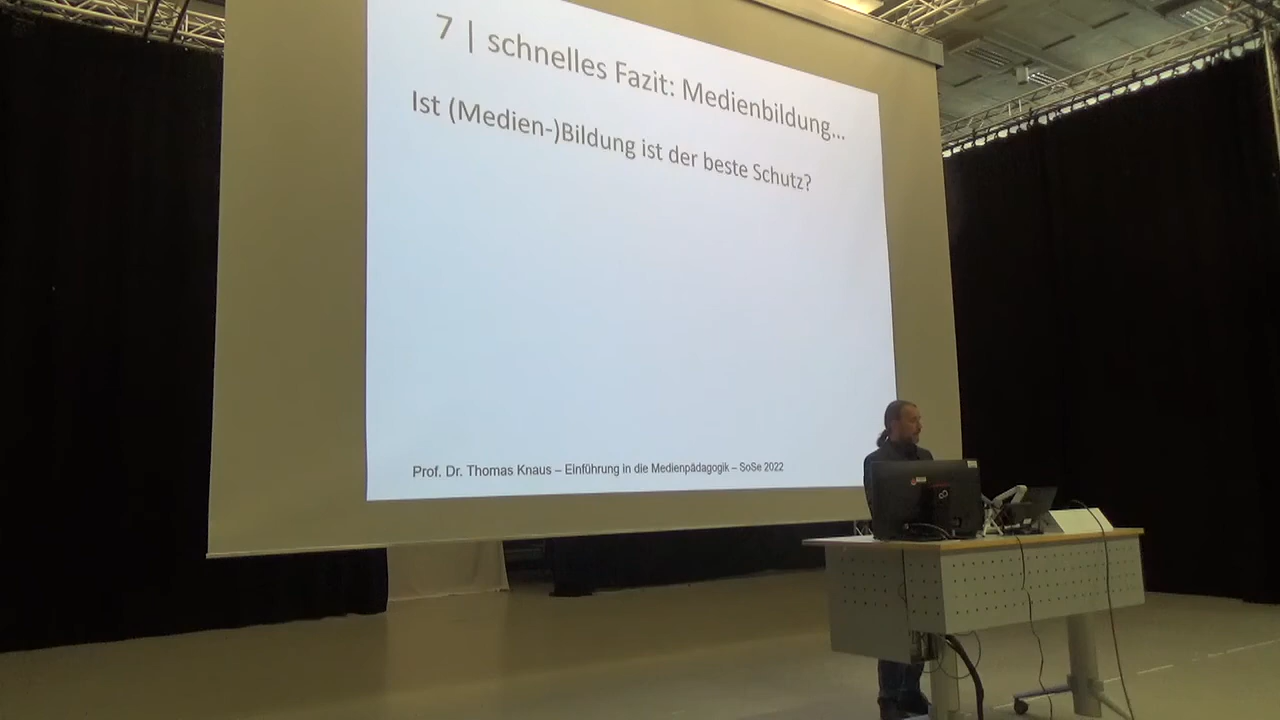 7 | schnelles Fazit: Medienbildung...
Ist (Medien-)Bildung ist der beste Schutz?
Prof. Dr. Thomas Knaus – Einführung in die Medienpädagogik – SoSe 2022